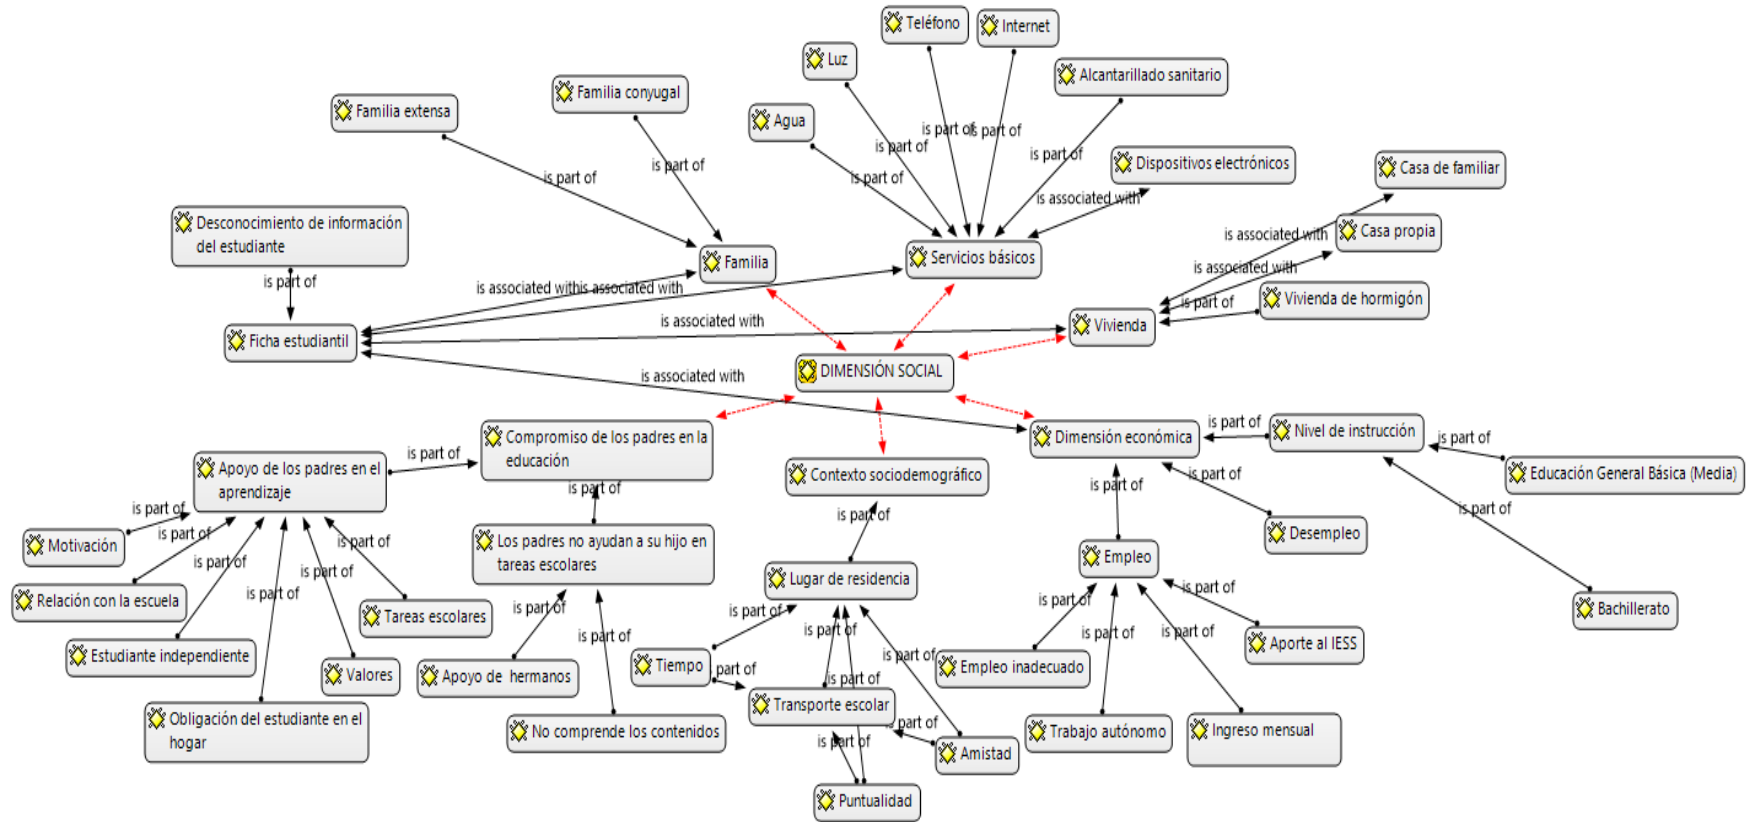 Teléfono
Internet
Luz
Alcantarillado sanitario
Familia conyugal
Familia extensa
Agua
is part of
is part of
is part of
is part of
Dispositivos electrónicos
Casa de familiar
is part of
is part of
is part of
is associated with
Desconocimiento de información
del estudiante
Casa propia
is associated with
Familia
Servicios básicos
is associated with
is part of
is associated with
is associated with
Vivienda de hormigón
is part of
is associated with
Vivienda
Ficha estudiantil
DIMENSIÓN SOCIAL
is associated with
is part of
Nivel de instrucción
Compromiso de los padres en la
educación
Dimensión económica
is part of
is part of
Apoyo de los padres en el
aprendizaje
Contexto sociodemográfico
is part of
Educación General Básica (Media)
is part of
is part of
is part of
is part of
is part of
Motivación
is part of
is part of
is part of
Los padres no ayudan a su hijo en
tareas escolares
Desempleo
Empleo
is part of
is part of
Lugar de residencia
Relación con la escuela
is part of
Tareas escolares
is part of
is part of
is part of
is part of
is part of
is part of
is part of
is part of
Bachillerato
Aporte al IESS
Estudiante independiente
Valores
Apoyo de hermanos
Tiempo
part of
is part of
is part of
Empleo inadecuado
Transporte escolar
Obligación del estudiante en el
hogar
No comprende los contenidos
is part of
is part of
Trabajo autónomo
Ingreso mensual
Amistad
Puntualidad